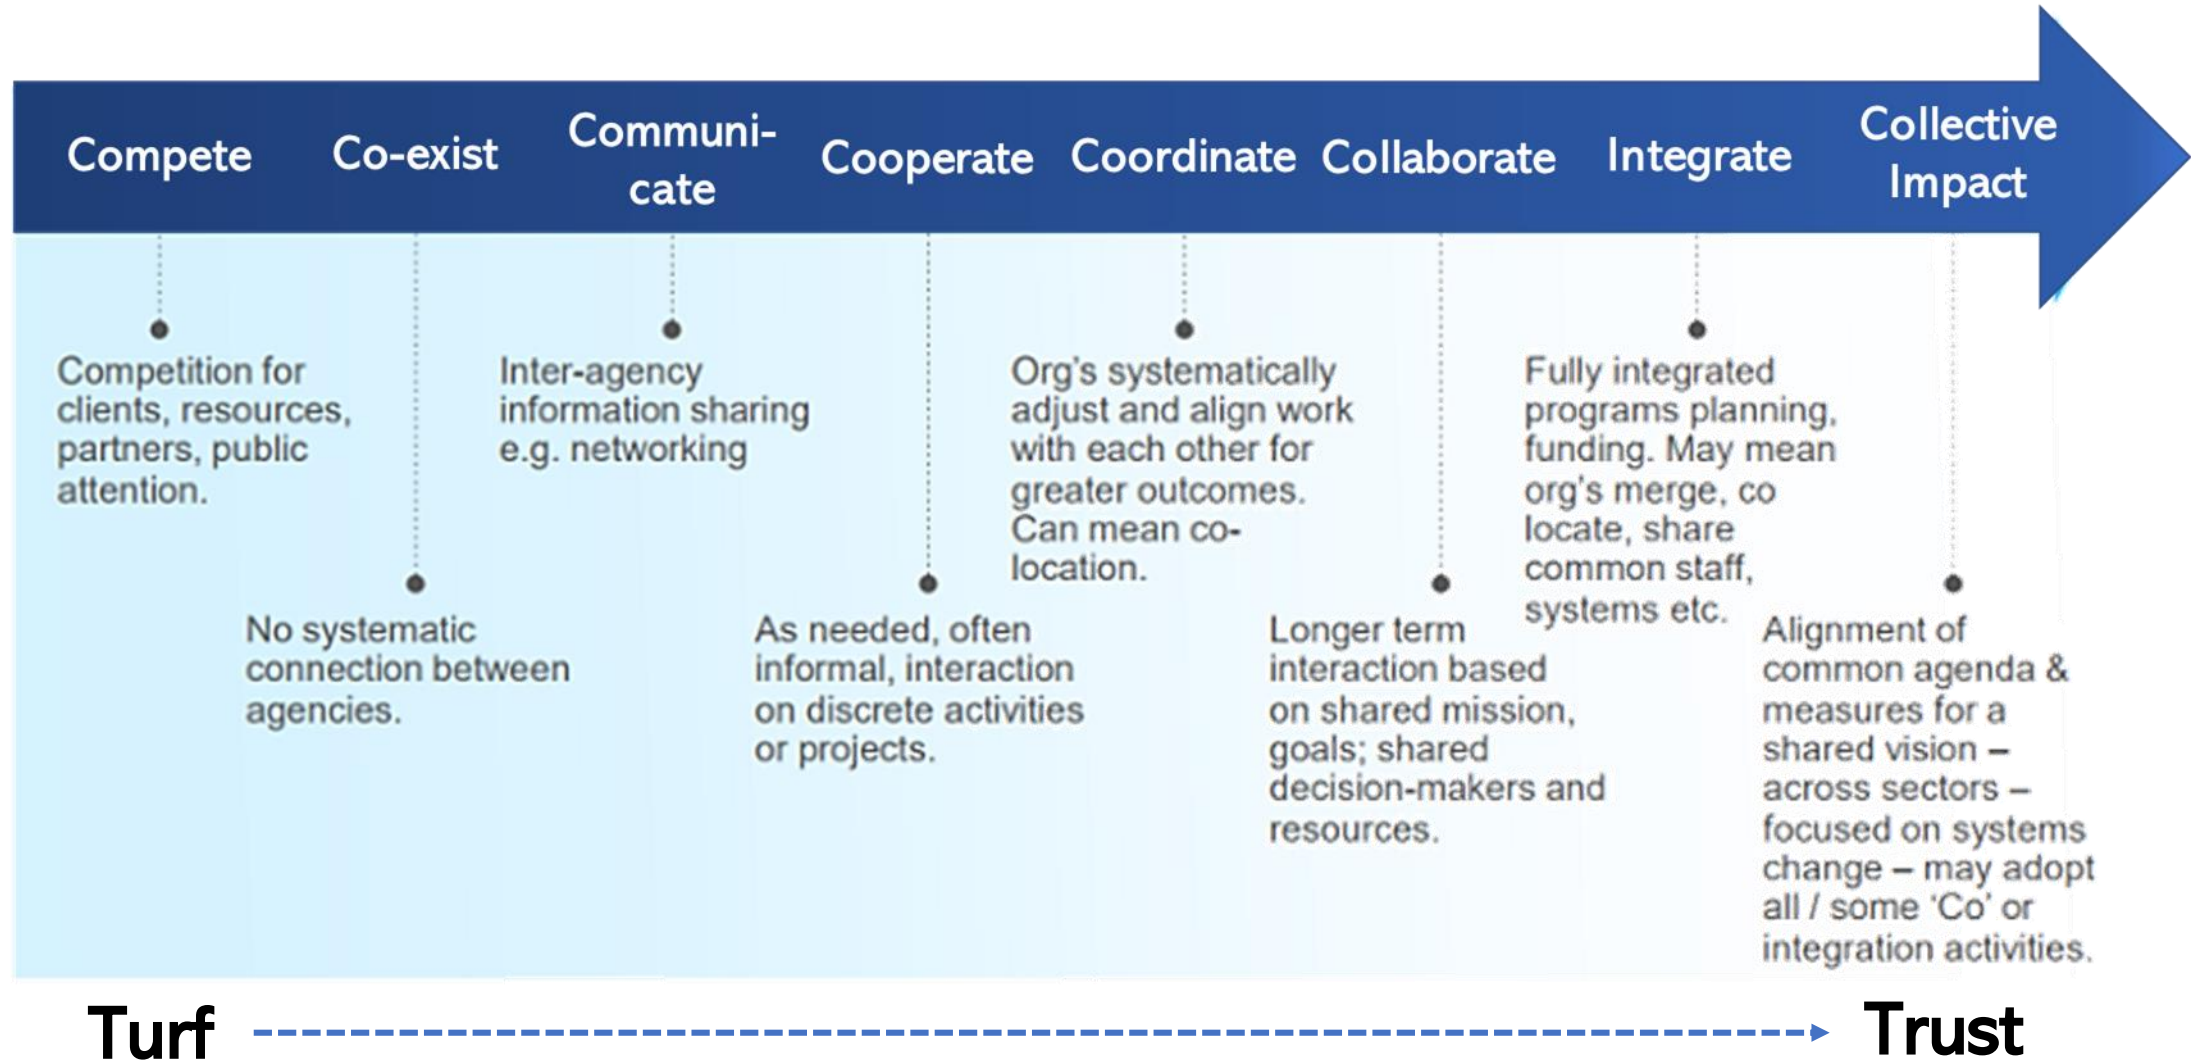 Compete
Co-exist
Communi-
cate
Cooperate
Coordinate
Collaborate
Integrate
Collective
Impact
Competition for
clients, resources,
partners, public
attention.
No systematic
connection between
agencies.
Inter-agency
information sharing
e.g. networking
As needed, often
informal, interaction
on discrete activities
or projects.
Org's systematically
adjust and align work
with each other for
greater outcomes.
Can mean co-
location.
Longer term
interaction based
on shared mission,
goals; shared
decision-makers and
resources.
Fully integrated
programs planning,
funding. May mean
org's merge, co
locate, share
common staff,
systems etc.
Alignment of
common agenda &
measures for a
shared vision –
across sectors –
focused on systems
change – may adopt
all / some ‘Co’ or
integration activities.
Turf
Trust